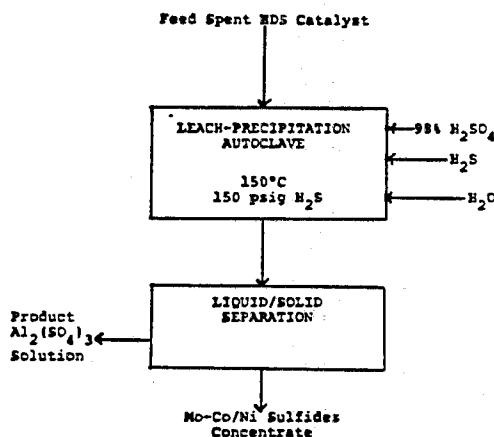 Feed Spent HDS Catalyst
LEACH-PRECIPITATION
AUTOCLAVE
98% H₂SO₄
H₂S
150°C
150 psig H₂S
H₂O
LIQUID/SOLID
SEPARATION
Product
Al₂(SO₄)₃
Solution
Mo-Co/Ni Sulfides
Concentrate